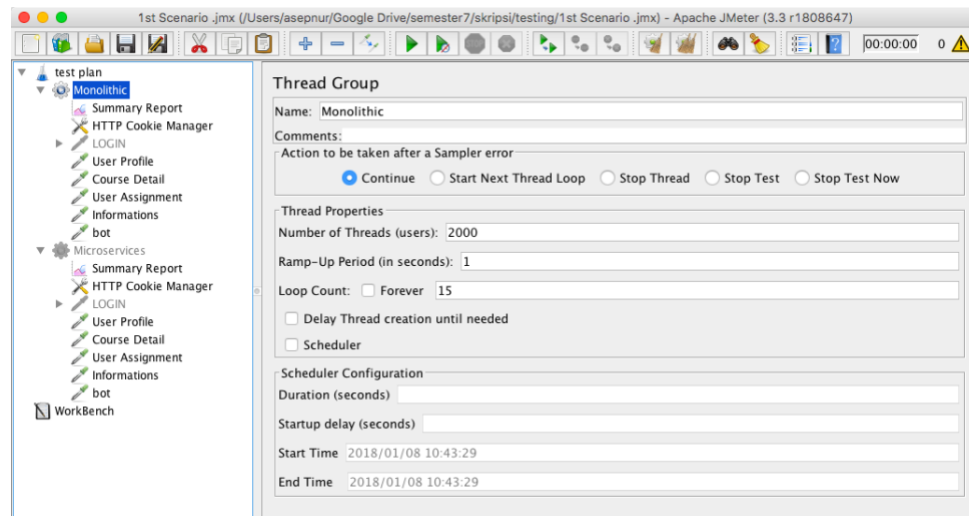 1st Scenario .jmx (/Users/asepnur/Google Drive/semester7/skripsi/testing/1st Scenario .jmx) - Apache JMeter (3.3 r1808647)
00:00:00 0
test plan
Monolithic
Summary Report
HTTP Cookie Manager
LOGIN
User Profile
Course Detail
User Assignment
Informations
bot
Microservices
Summary Report
HTTP Cookie Manager
LOGIN
User Profile
Course Detail
User Assignment
Informations
bot
WorkBench
Thread Group
Name: Monolithic
Comments:
Action to be taken after a Sampler error
Continue Start Next Thread Loop Stop Thread Stop Test Stop Test Now
Thread Properties
Number of Threads (users): 2000
Ramp-Up Period (in seconds): 1
Loop Count: Forever 15
Delay Thread creation until needed
Scheduler
Scheduler Configuration
Duration (seconds)
Startup delay (seconds)
Start Time 2018/01/08 10:43:29
End Time 2018/01/08 10:43:29